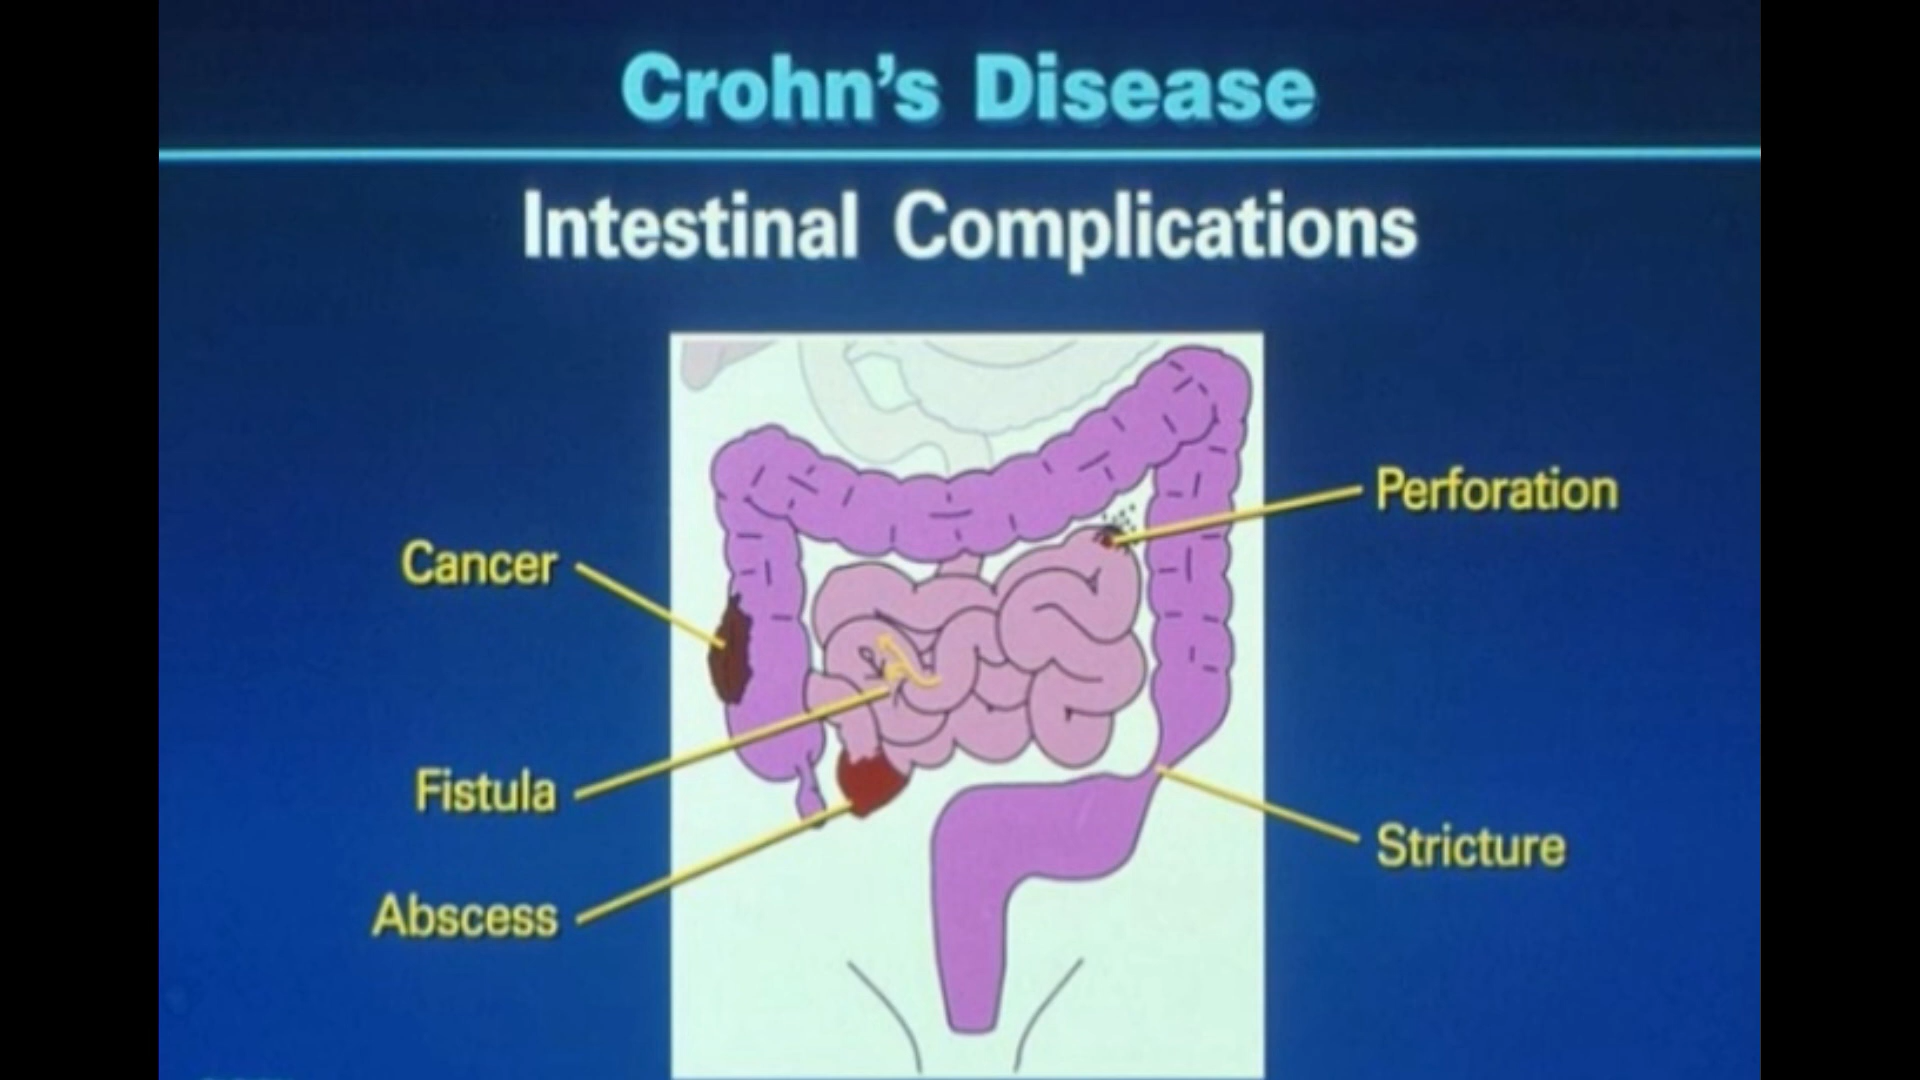 Crohn's Disease
Intestinal Complications
Perforation
Cancer
Fistula
Stricture
Abscess